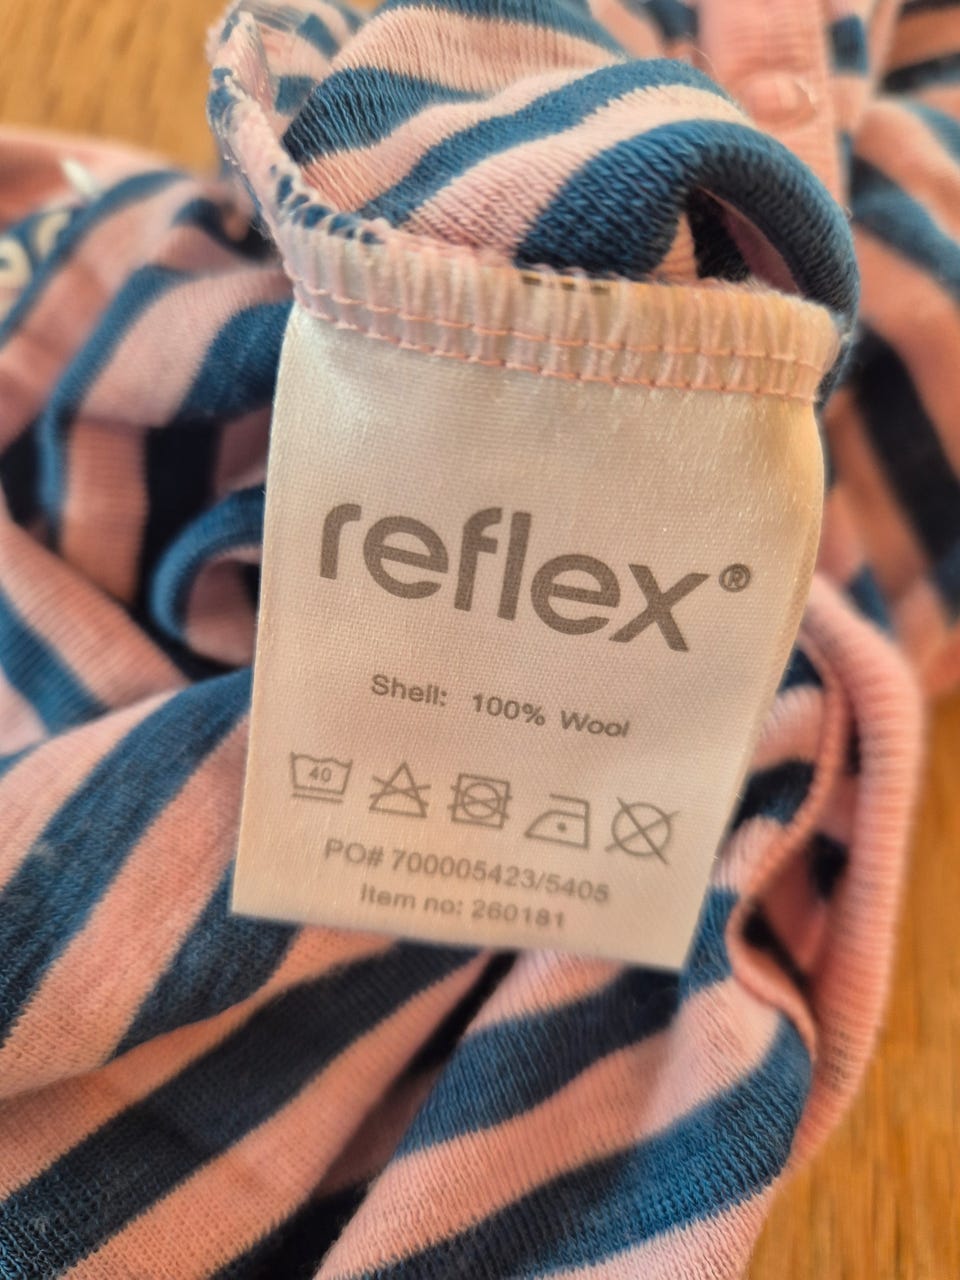 reflex®
Shell: 100% Wool
40
PO# 700005423/5405
Item no: 260181